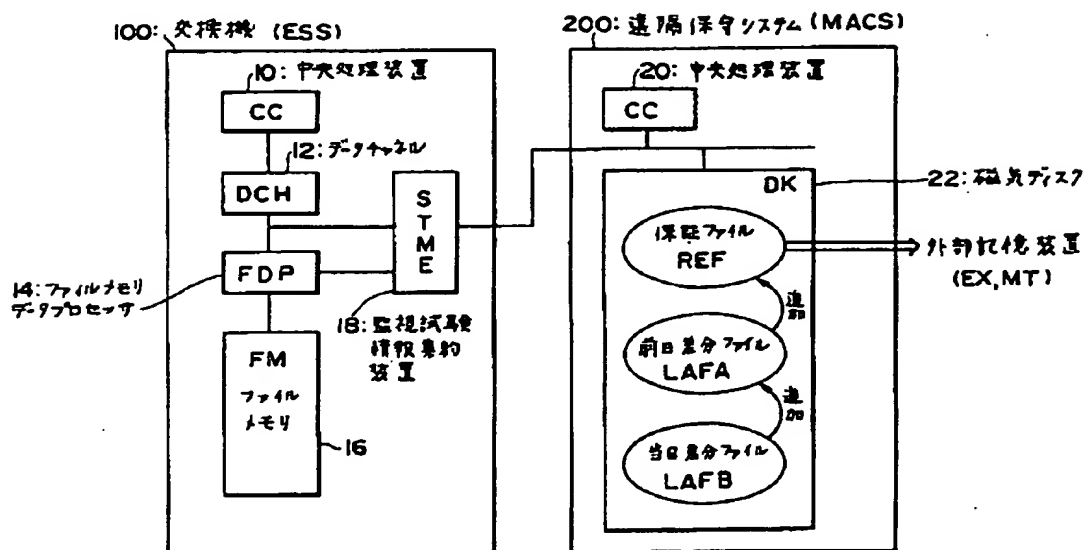 100: 交換機 (ESS)
10: 中央処理装置
CC
12: データチャネル
DCH
STME
FDP
14: ファイルメモリ
データプロセッサ
18: 監視試験
情報集約
装置
FM
ファイル
メモリ
16
200: 遠隔保守システム (MACS)
20: 中央処理装置
CC
DK
22: 磁気ディスク
保証ファイル
REF
外部記憶装置
(EX, MT)
追加
前日差分ファイル
LAFA
追加
当日差分ファイル
LAFB